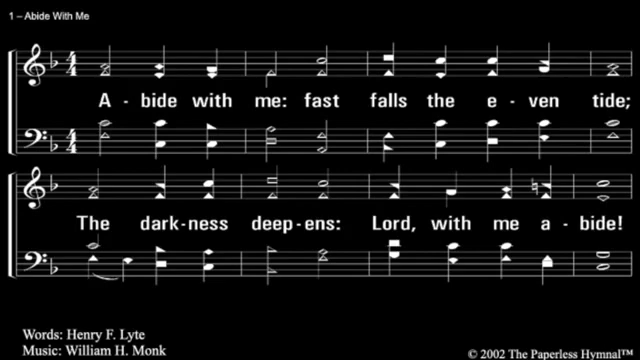 1 – Abide With Me
A - bide with me: fast falls the e - ven tide;
The dark-ness deep-ens: Lord, with me a-bide!
Words: Henry F. Lyte
Music: William H. Monk
© 2002 The Paperless Hymnal™